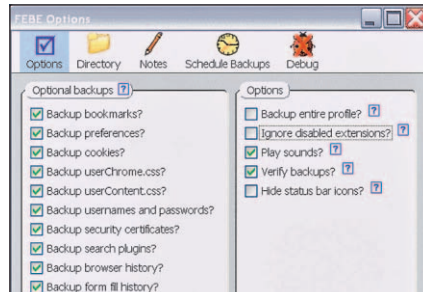 FEBE Options
Options Directory Notes Schedule Backups Debug
Optional backups ?
Backup bookmarks?
Backup preferences?
Backup cookies?
Backup userChrome.css?
Backup userContent.css?
Backup usernames and passwords?
Backup security certificates?
Backup search plugins?
Backup browser history?
Backup form fill history?
Options
Backup entire profile? ?
Ignore disabled extensions? ?
Play sounds? ?
Verify backups? ?
Hide status bar icons? ?